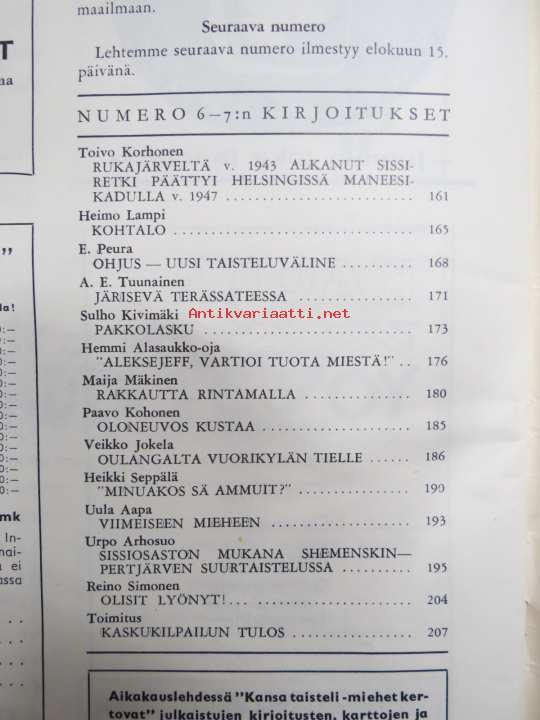 maailmaan.
Seuraava numero
Lehtemme seuraava numero ilmestyy elokuun 15.
päivänä.
NUMERO 6—7:n KIRJOITUKSET
Toivo Korhonen
RUKAJÄRVELTÄ v. 1943 ALKANUT SISSI-
RETKI PÄÄTTYI HELSINGISSÄ MANEESI-
KADULLA v. 1947 ........................ 161
Heimo Lampi
KOHTALO .............................. 165
E. Peura
OHJUS — UUSI TAISTELUVÄLINE .......... 168
A. E. Tuunainen
JÄRISEVÄ TERÄSSATEESSA ................ 171
Antikvariaatti.net
Sulho Kivimäki
PAKKOLASKU ........................... 173
Hemmi Alasaukko-oja
"ALEKSEJEFF, VARTIOI TUOTA MIESTÄ!" .. 176
Maija Mäkinen
RAKKAUTTA RINTAMALLA ................. 180
Paavo Kohonen
OLONEUVOS KUSTAA ..................... 185
Veikko Jokela
OULANGALTA VUORIKYLÄN TIELLE ...... 186
Heikki Seppälä
"MINUAKOS SÄ AMMUIT?" ................ 190
Uula Aapa
VIIMEISEEN MIEHEEN ................... 193
Urpo Arhosuo
SISSIOSASTON MUKANA SHEMENSKIN—
PERTJÄRVEN SUURTAISTELUSSA .......... 195
Reino Simonen
OLISIT LYÖNYT!... .................... 204
Toimitus
KASKUKILPAILUN TULOS ................. 207
Aikakauslehdessä "Kansa taisteli -miehet ker-
tovat" julkaistujen kirjoitusten, karttojen ja